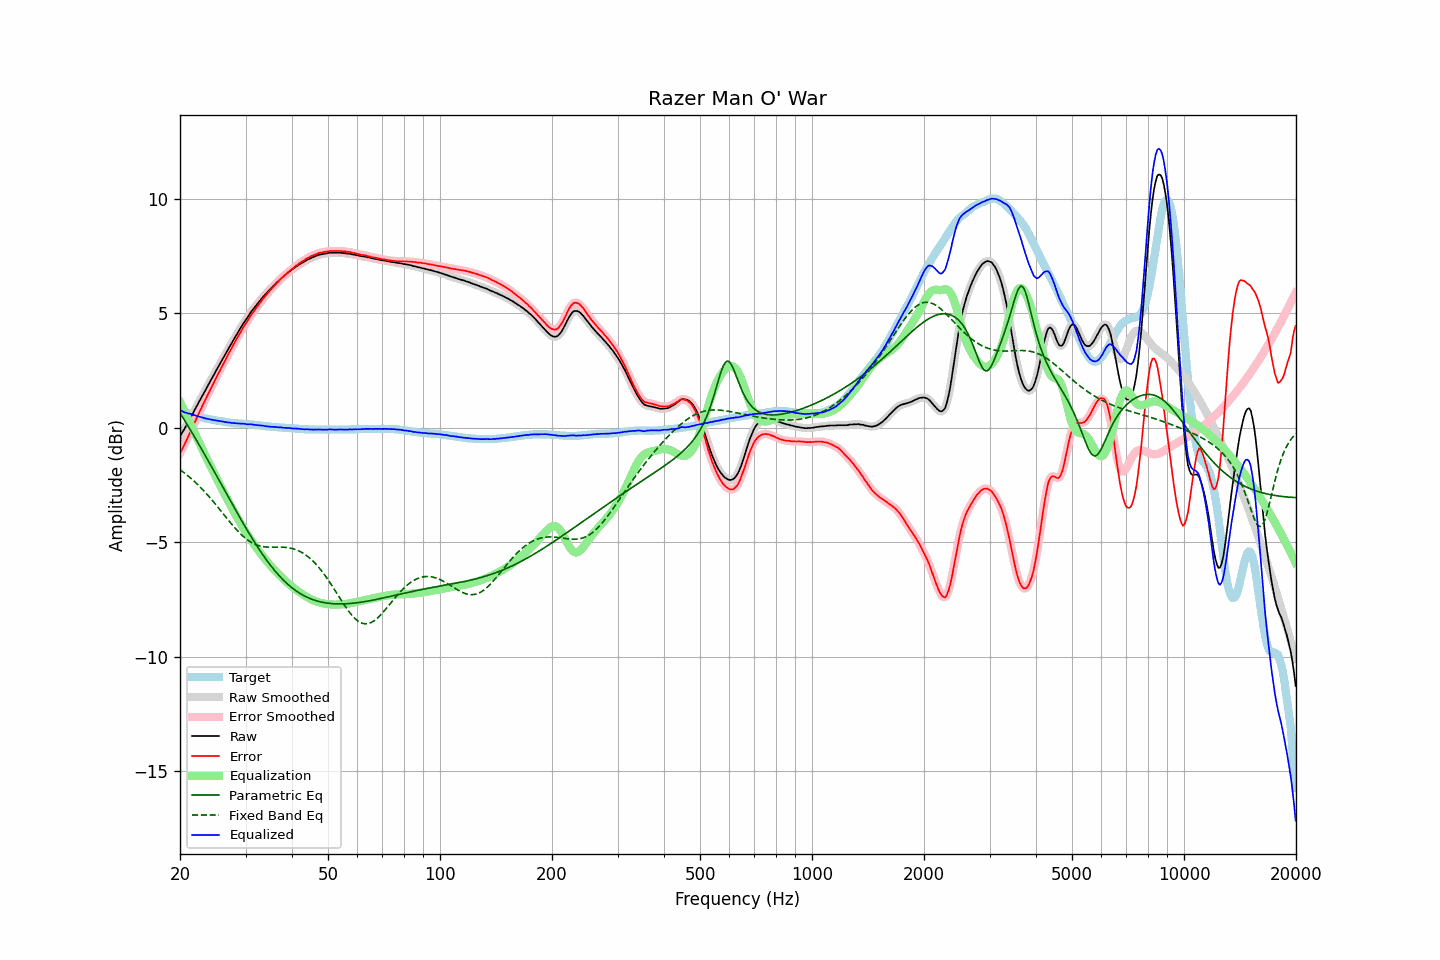 Razer Man O' War
Amplitude (dBr)
10
5
0
−5
−10
−15
Target
Raw Smoothed
Error Smoothed
Raw
Error
Equalization
Parametric Eq
Fixed Band Eq
Equalized
20
50
100
200
500
1000
2000
5000
10000
20000
Frequency (Hz)